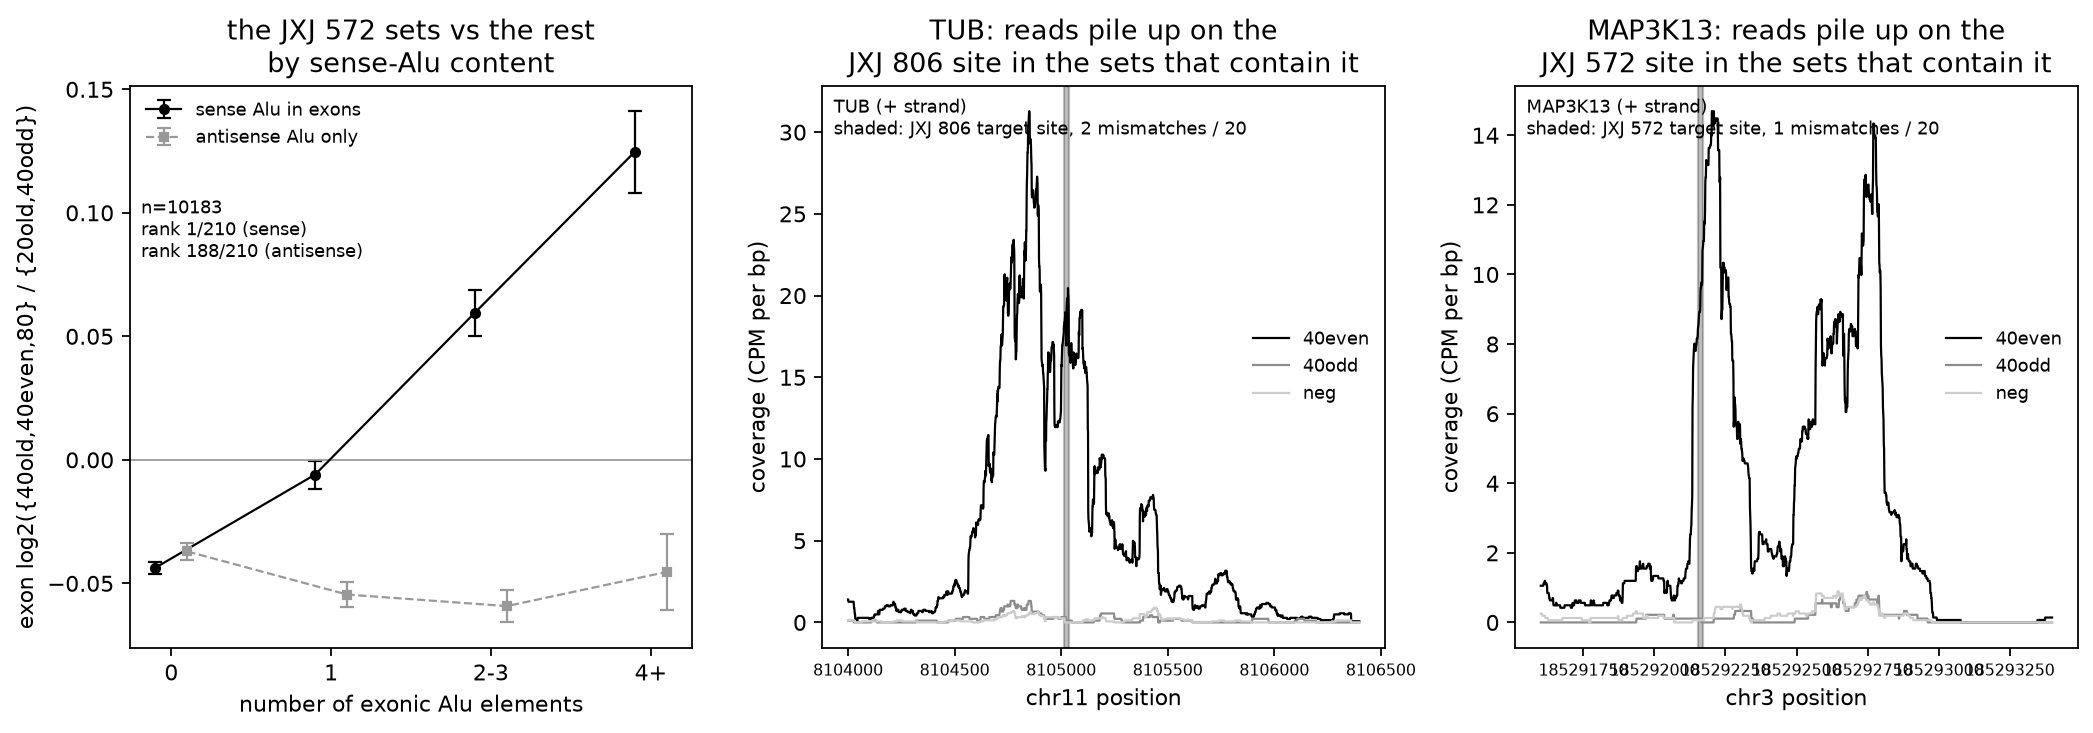 the JXJ 572 sets vs the rest
by sense-Alu content
exon log2({40old,40even,80} / {20old,40odd})
0.15
0.10
0.05
0.00
−0.05
sense Alu in exons
antisense Alu only
n=10183
rank 1/210 (sense)
rank 188/210 (antisense)
0
1
2-3
4+
number of exonic Alu elements
TUB: reads pile up on the
JXJ 806 site in the sets that contain it
TUB (+ strand)
shaded: JXJ 806 target site, 2 mismatches / 20
coverage (CPM per bp)
30
25
20
15
10
5
0
40even
40odd
neg
8104000
8104500
8105000
8105500
8106000
8106500
chr11 position
MAP3K13: reads pile up on the
JXJ 572 site in the sets that contain it
MAP3K13 (+ strand)
shaded: JXJ 572 target site, 1 mismatches / 20
coverage (CPM per bp)
14
12
10
8
6
4
2
0
40even
40odd
neg
185291750
185292000
185292250
185292500
185292750
185293000
185293250
chr3 position